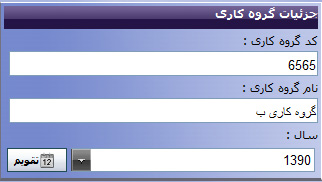 جزئیات گروه کاری
کد گروه کاری :
6565
نام گروه کاری :
گروه کاری ب
سال :
1390
تقویم 12